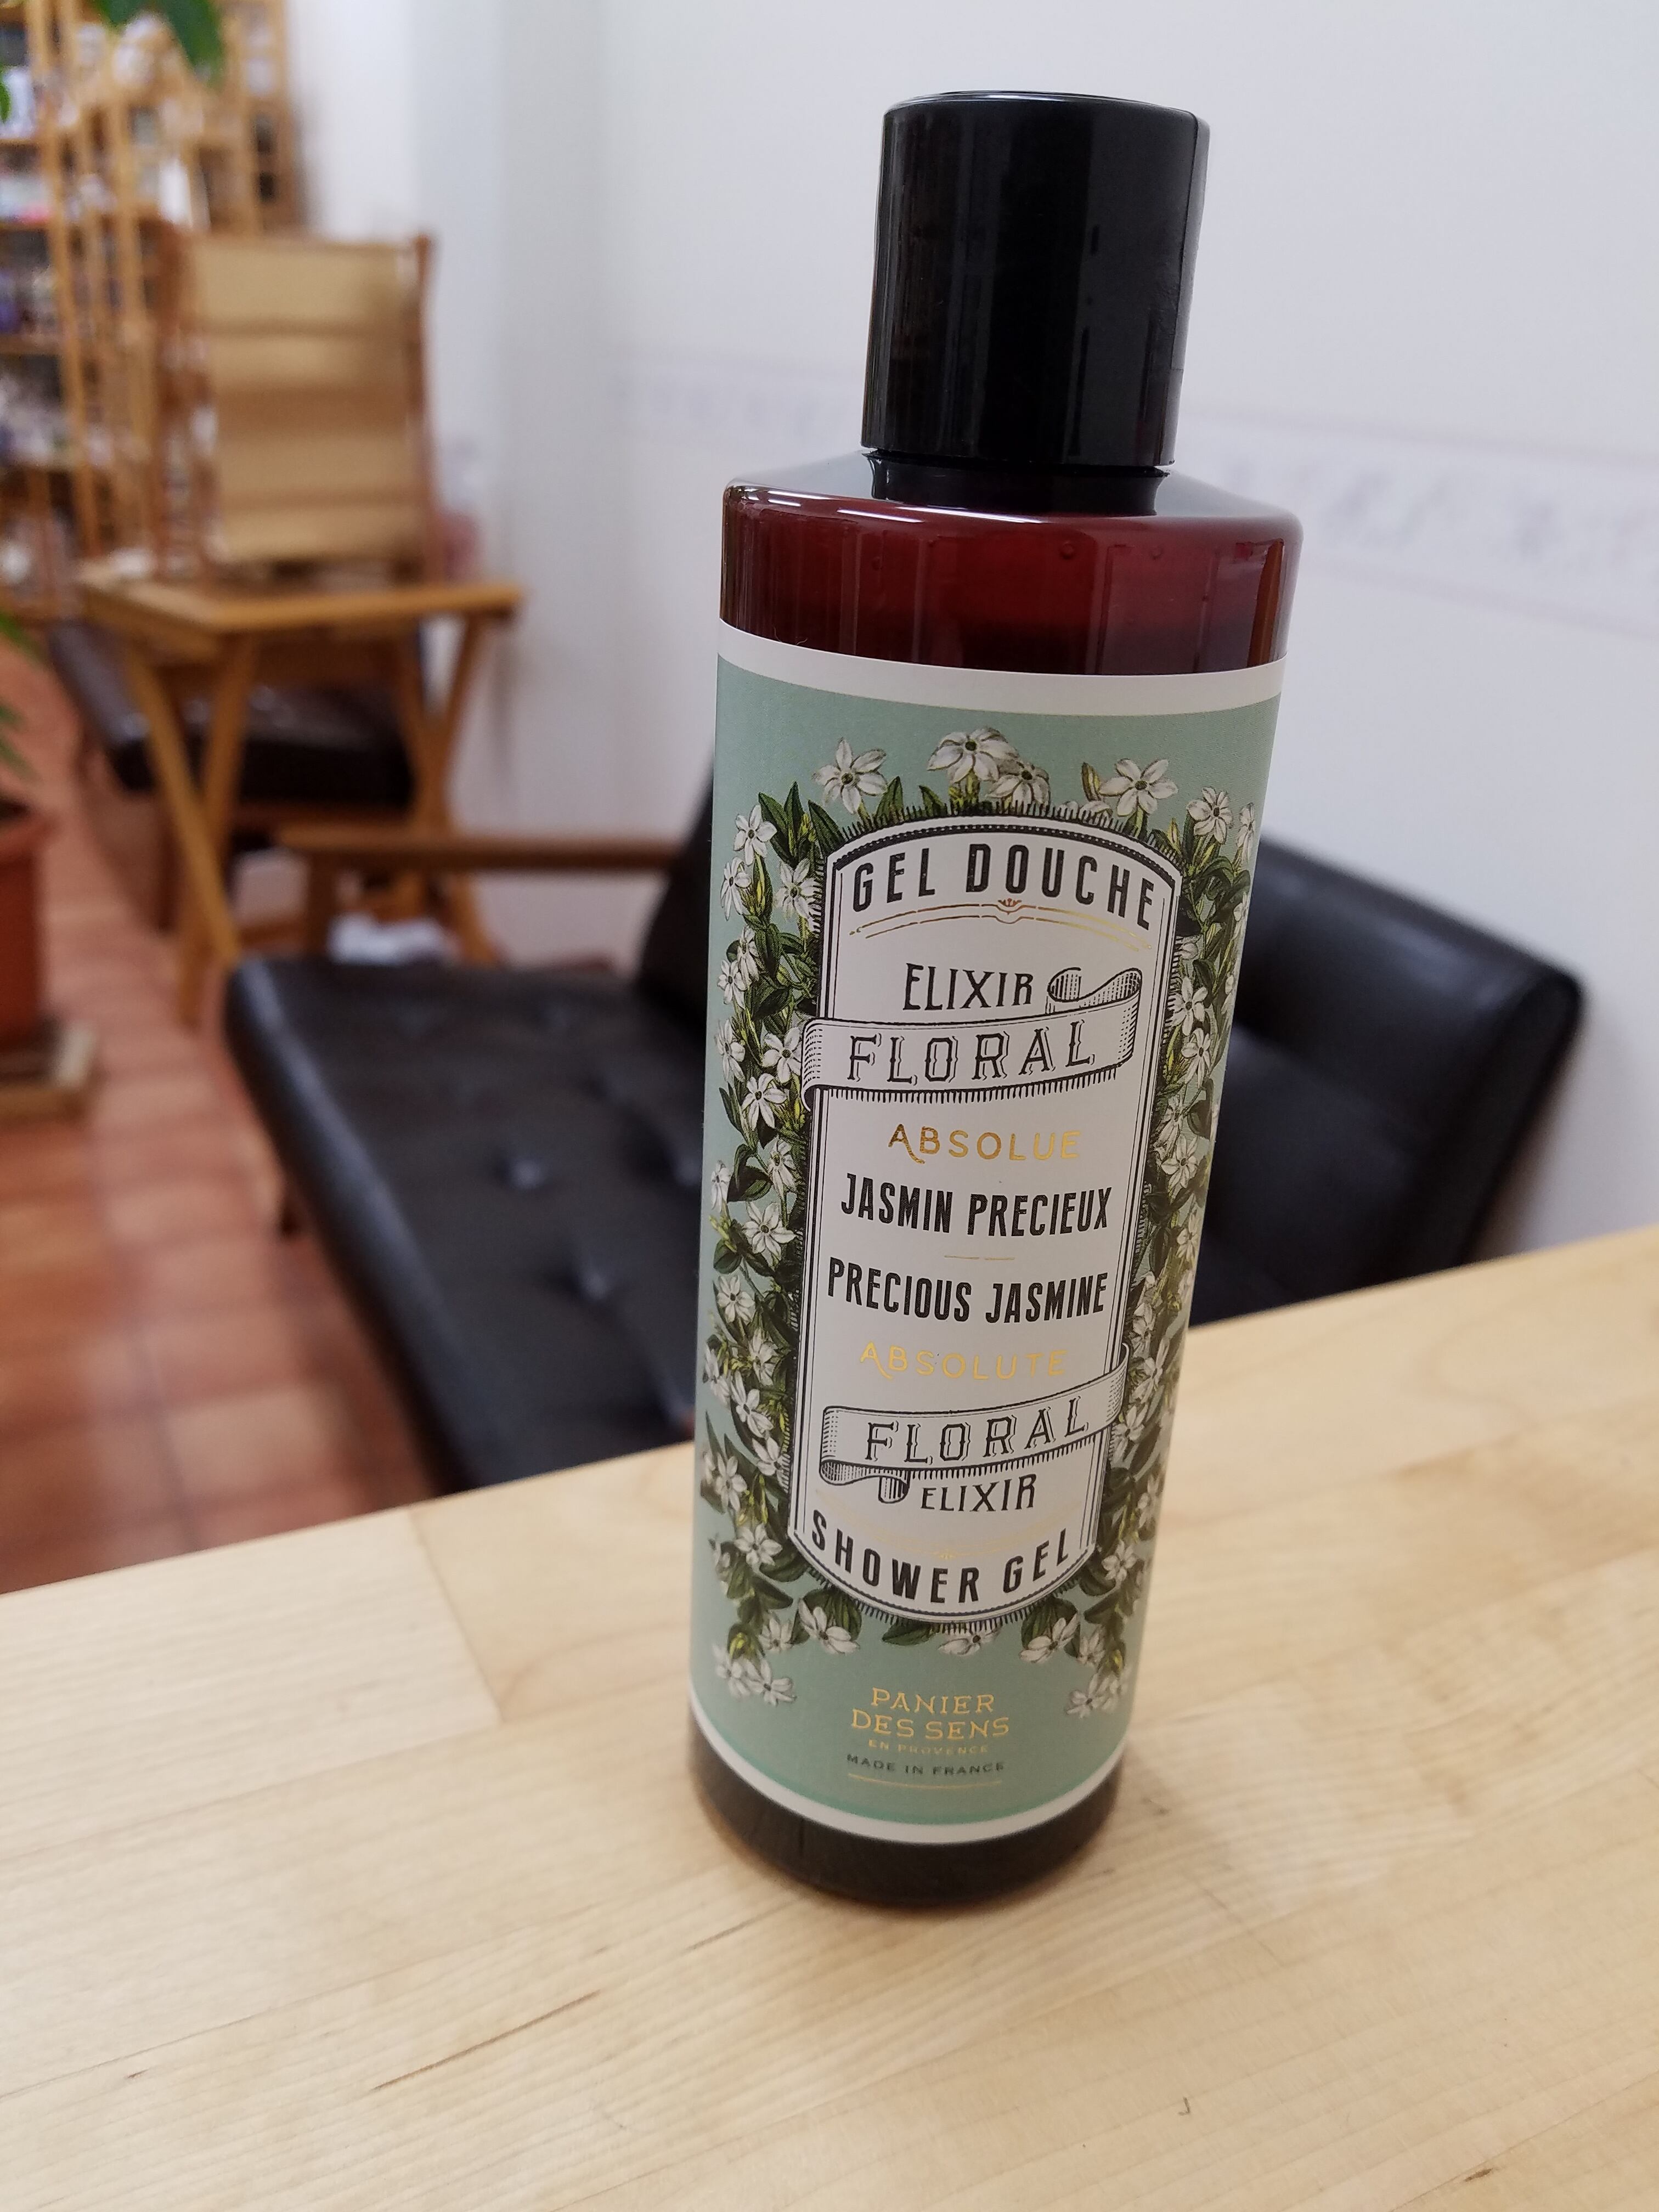 GEL DOUCHE
ELIXIR
FLORAL
ABSOLUE
JASMIN PRECIEUX
PRECIOUS JASMINE
ABSOLUTE
FLORAL
ELIXIR
SHOWER GEL
PANIER
DES SENS
EN PROVENCE
MADE IN FRANCE